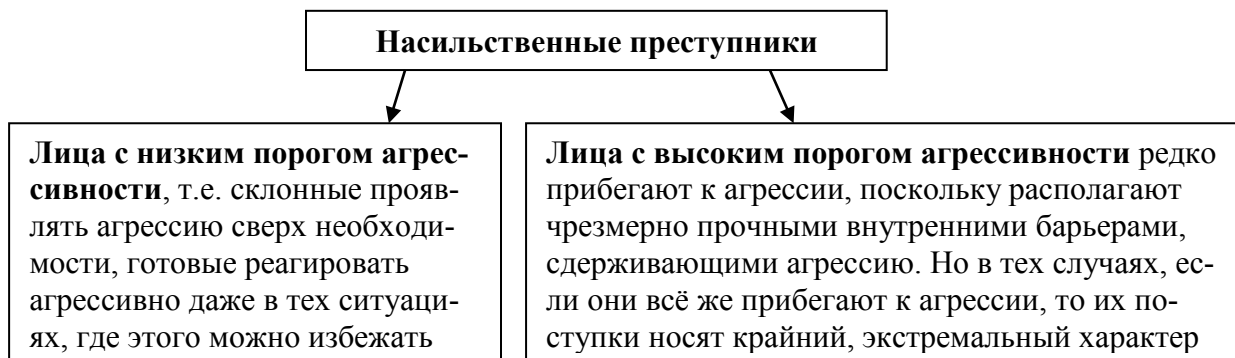 Насильственные преступники
Лица с низким порогом агрес-
сивности, т.е. склонные прояв-
лять агрессию сверх необходи-
мости, готовые реагировать
агрессивно даже в тех ситуаци-
ях, где этого можно избежать
Лица с высоким порогом агрессивности редко
прибегают к агрессии, поскольку располагают
чрезмерно прочными внутренними барьерами,
сдерживающими агрессию. Но в тех случаях, ес-
ли они всё же прибегают к агрессии, то их по-
ступки носят крайний, экстремальный характер